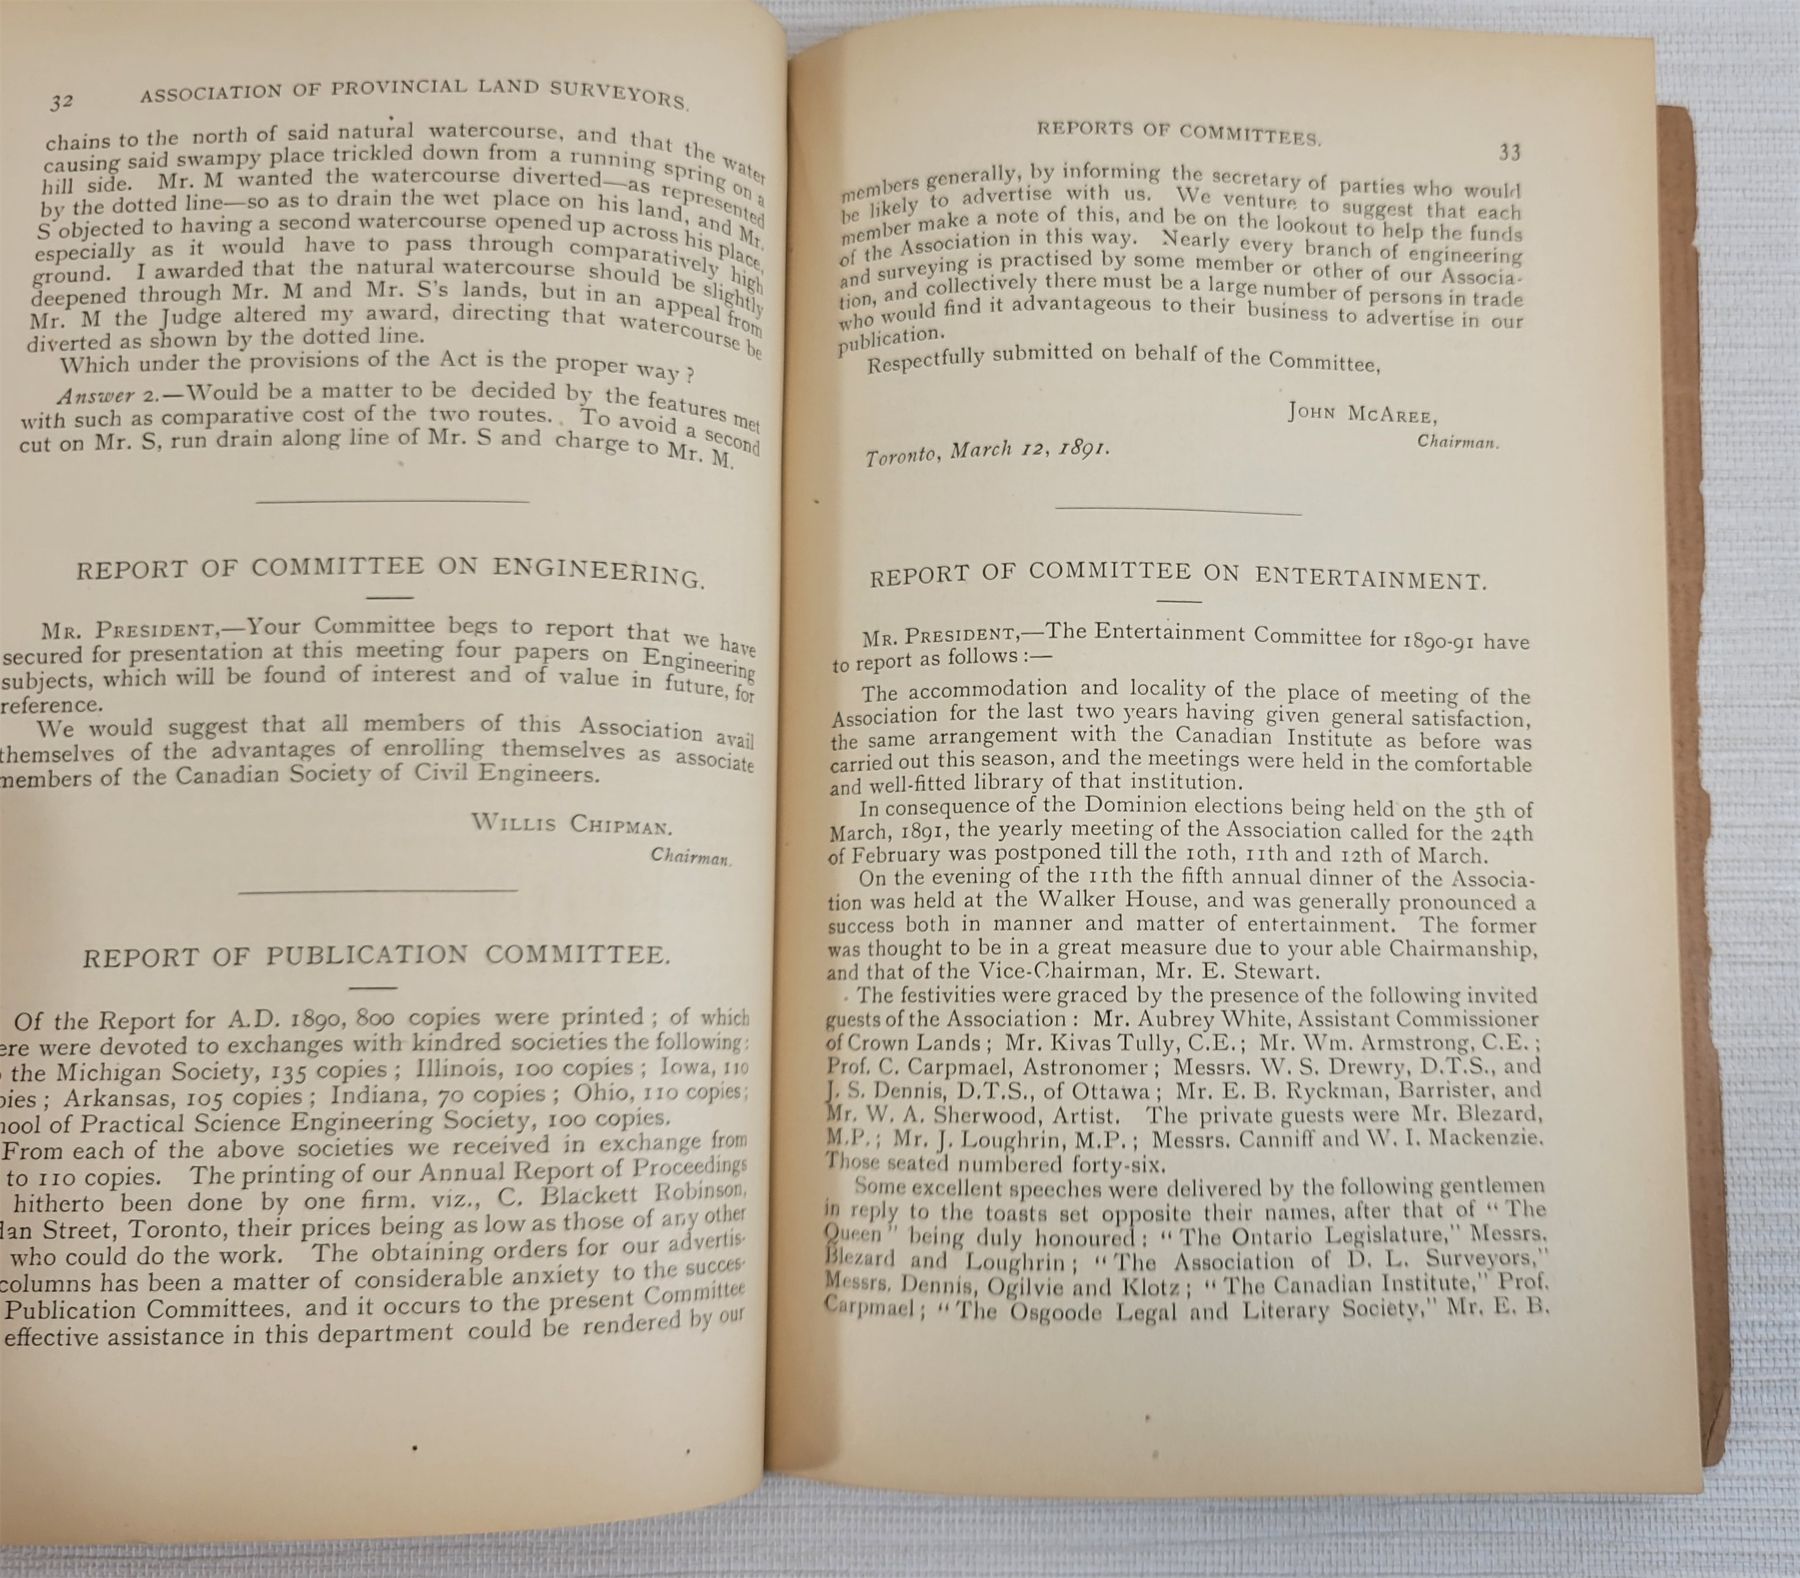 32 ASSOCIATION OF PROVINCIAL LAND SURVEYORS.
chains to the north of said natural watercourse, and that the water
causing said swampy place trickled down from a running spring on a
hill side. Mr. M wanted the watercourse diverted—as represented
by the dotted line—so as to drain the wet place on his land, and Mr.
S objected to having a second watercourse opened up across his place,
especially as it would have to pass through comparatively high
ground. I awarded that the natural watercourse should be slightly
deepened through Mr. M and Mr. S's lands, but in an appeal from
Mr. M the Judge altered my award, directing that watercourse be
diverted as shown by the dotted line.
Which under the provisions of the Act is the proper way?
Answer 2.—Would be a matter to be decided by the features met
with such as comparative cost of the two routes. To avoid a second
cut on Mr. S, run drain along line of Mr. S and charge to Mr. M.
REPORT OF COMMITTEE ON ENGINEERING.
MR. PRESIDENT,—Your Committee begs to report that we have
secured for presentation at this meeting four papers on Engineering
subjects, which will be found of interest and of value in future, for
reference.
We would suggest that all members of this Association avail
themselves of the advantages of enrolling themselves as associate
members of the Canadian Society of Civil Engineers.
WILLIS CHIPMAN.
Chairman.
REPORT OF PUBLICATION COMMITTEE.
Of the Report for A.D. 1890, 800 copies were printed; of which
ere were devoted to exchanges with kindred societies the following:
the Michigan Society, 135 copies; Illinois, 100 copies; Iowa, 110
pies; Arkansas, 105 copies; Indiana, 70 copies; Ohio, 110 copies;
hool of Practical Science Engineering Society, 100 copies.
From each of the above societies we received in exchange from
to 110 copies. The printing of our Annual Report of Proceedings
hitherto been done by one firm, viz., C. Blackett Robinson,
dan Street, Toronto, their prices being as low as those of any other
who could do the work. The obtaining orders for our advertis-
columns has been a matter of considerable anxiety to the succes-
Publication Committees, and it occurs to the present Committee
effective assistance in this department could be rendered by our
REPORTS OF COMMITTEES. 33
members generally, by informing the secretary of parties who would
be likely to advertise with us. We venture to suggest that each
member make a note of this, and be on the lookout to help the funds
of the Association in this way. Nearly every branch of engineering
and surveying is practised by some member or other of our Associa-
tion, and collectively there must be a large number of persons in trade
who would find it advantageous to their business to advertise in our
publication.
Respectfully submitted on behalf of the Committee,
JOHN MCAREE,
Chairman.
Toronto, March 12, 1891.
REPORT OF COMMITTEE ON ENTERTAINMENT.
MR. PRESIDENT,—The Entertainment Committee for 1890-91 have
to report as follows:—
The accommodation and locality of the place of meeting of the
Association for the last two years having given general satisfaction,
the same arrangement with the Canadian Institute as before was
carried out this season, and the meetings were held in the comfortable
and well-fitted library of that institution.
In consequence of the Dominion elections being held on the 5th of
March, 1891, the yearly meeting of the Association called for the 24th
of February was postponed till the 10th, 11th and 12th of March.
On the evening of the 11th the fifth annual dinner of the Associa-
tion was held at the Walker House, and was generally pronounced a
success both in manner and matter of entertainment. The former
was thought to be in a great measure due to your able Chairmanship,
and that of the Vice-Chairman, Mr. E. Stewart.
The festivities were graced by the presence of the following invited
guests of the Association: Mr. Aubrey White, Assistant Commissioner
of Crown Lands; Mr. Kivas Tully, C.E.; Mr. Wm. Armstrong, C.E.;
Prof. C. Carpmael, Astronomer; Messrs. W. S. Drewry, D.T.S., and
J. S. Dennis, D.T.S., of Ottawa; Mr. E. B. Ryckman, Barrister, and
Mr. W. A. Sherwood, Artist. The private guests were Mr. Blezard,
M.P.; Mr. J. Loughrin, M.P.; Messrs. Canniff and W. I. Mackenzie.
Those seated numbered forty-six.
Some excellent speeches were delivered by the following gentlemen
in reply to the toasts set opposite their names, after that of "The
Queen" being duly honoured: "The Ontario Legislature," Messrs.
Blezard and Loughrin; "The Association of D. L. Surveyors,"
Messrs. Dennis, Ogilvie and Klotz; "The Canadian Institute," Prof.
Carpmael; "The Osgoode Legal and Literary Society," Mr. E. B.